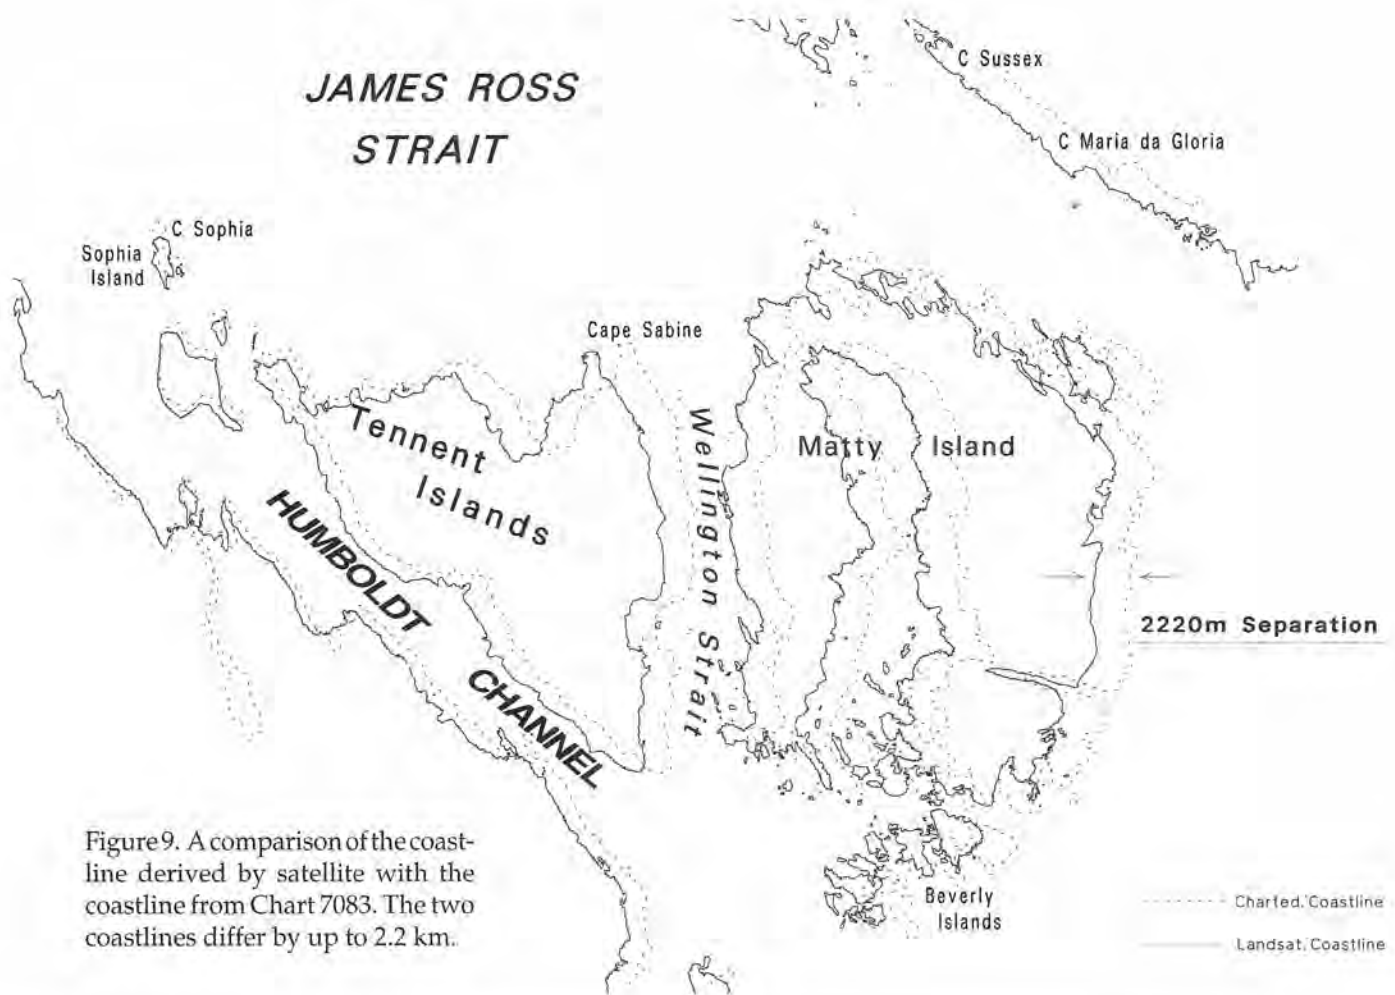 JAMES ROSS
STRAIT
C Sussex
C Maria da Gloria
C Sophia
Sophia
Island
Cape Sabine
Tennent
Islands
Wellington Strait
Matty Island
HUMBOLDT
CHANNEL
2220m Separation
Beverly
Islands
Figure 9. A comparison of the coast-
line derived by satellite with the
coastline from Chart 7083. The two
coastlines differ by up to 2.2 km.
Charted. Coastline
Landsat. Coastline